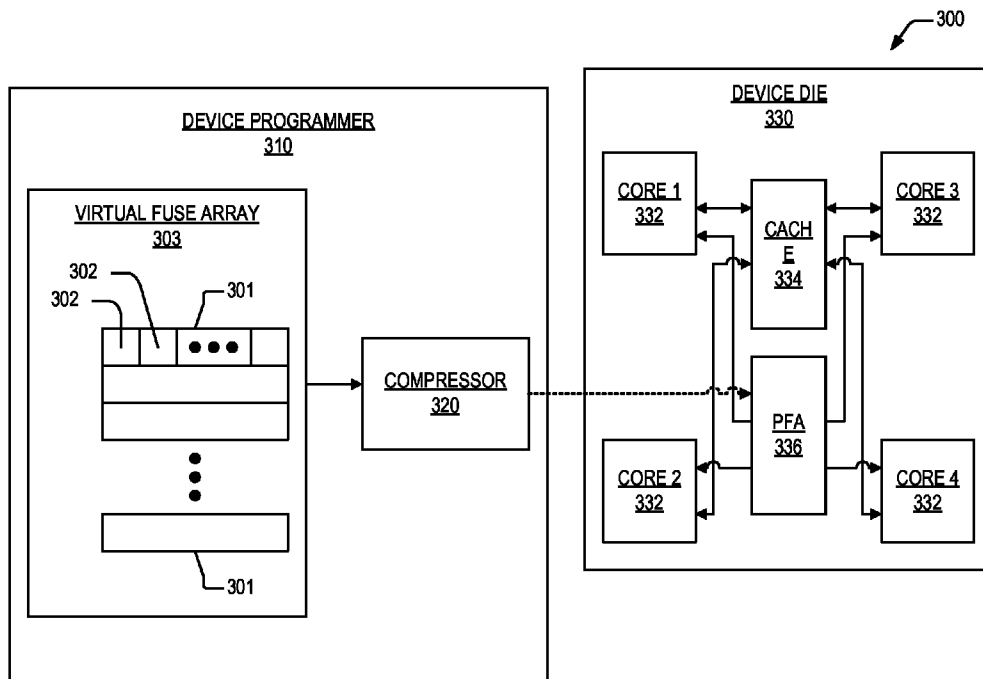 300
DEVICE PROGRAMMER
310
VIRTUAL FUSE ARRAY
303
302
302
301
301
COMPRESSOR
320
DEVICE DIE
330
CORE 1
332
CACH
E
334
CORE 3
332
CORE 2
332
PFA
336
CORE 4
332